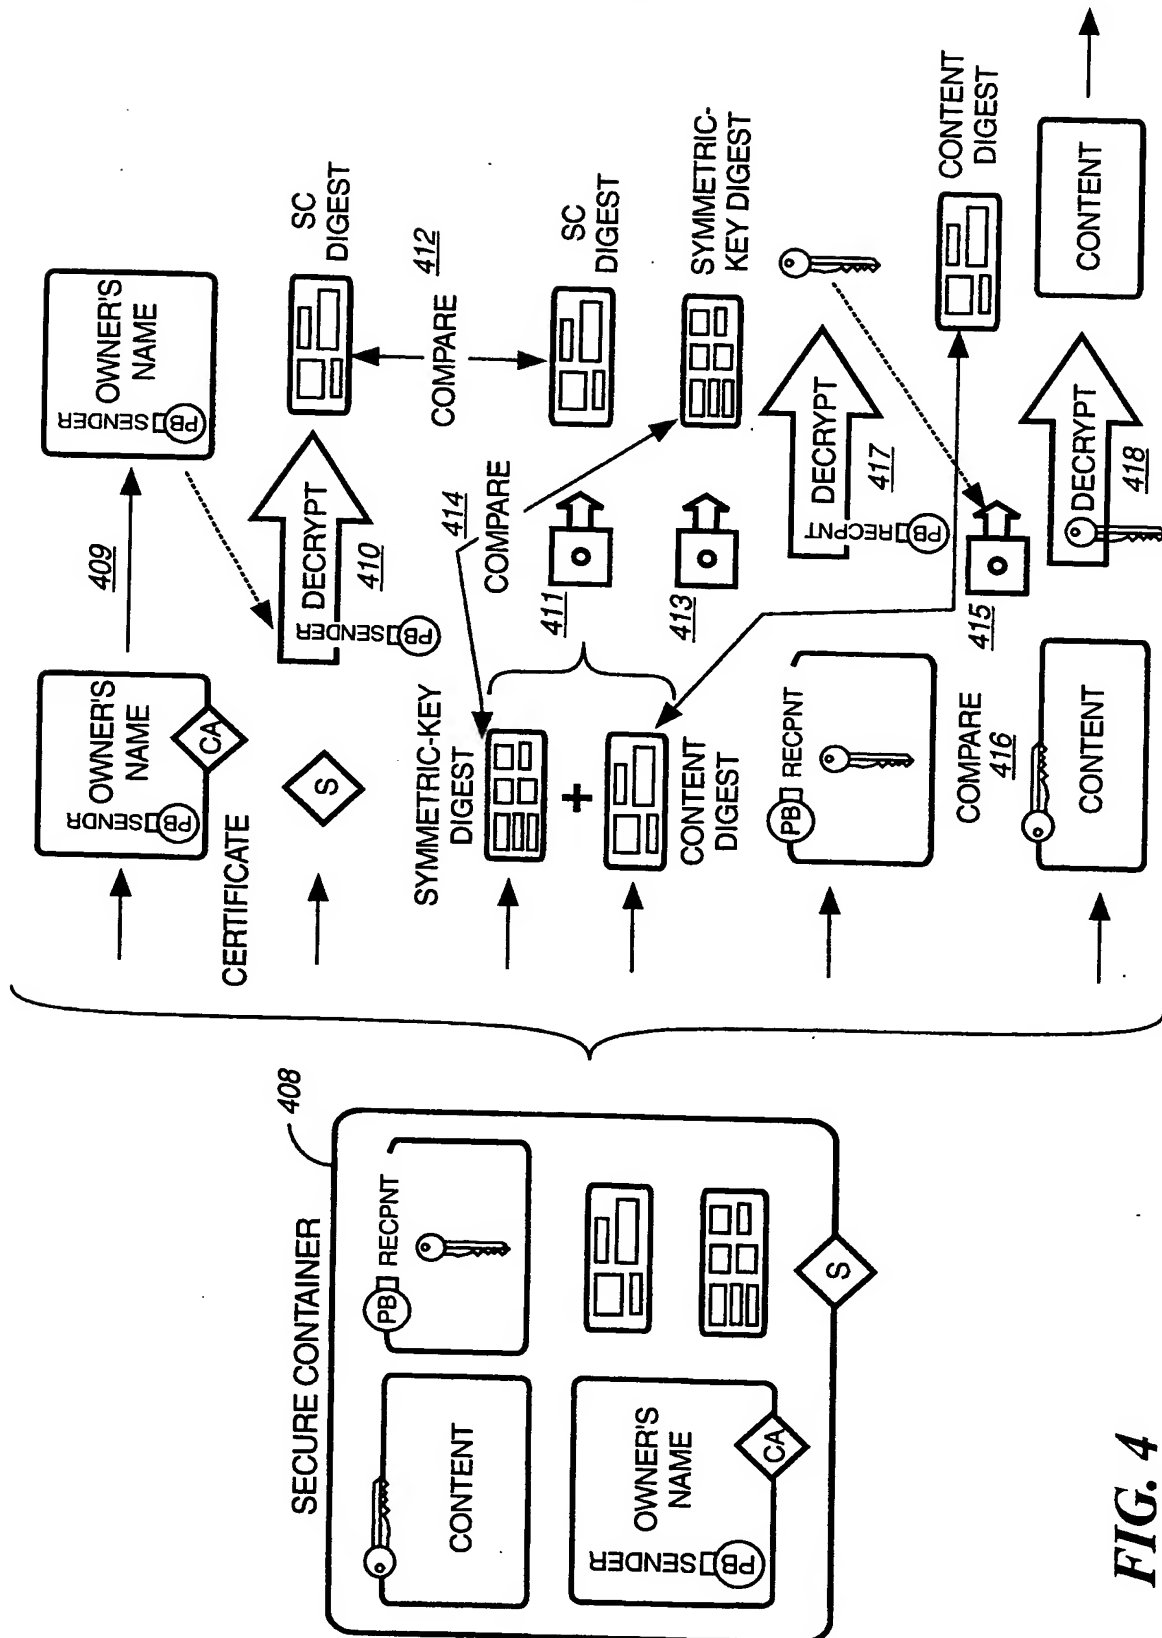 SECURE CONTAINER
408
CONTENT
PB RECPNT
OWNER'S
NAME
PB SENDER
CA
S
OWNER'S
NAME
PB SENDR
CA
CERTIFICATE
409
OWNER'S
NAME
PB SENDER
S
DECRYPT
PB SENDER
410
SC
DIGEST
COMPARE
412
SYMMETRIC-KEY
DIGEST
+
CONTENT
DIGEST
414
COMPARE
411
SC
DIGEST
413
SYMMETRIC-
KEY DIGEST
PB RECPNT
DECRYPT
PB RECPNT
417
COMPARE
416
415
CONTENT
DIGEST
CONTENT
DECRYPT
418
CONTENT
FIG. 4